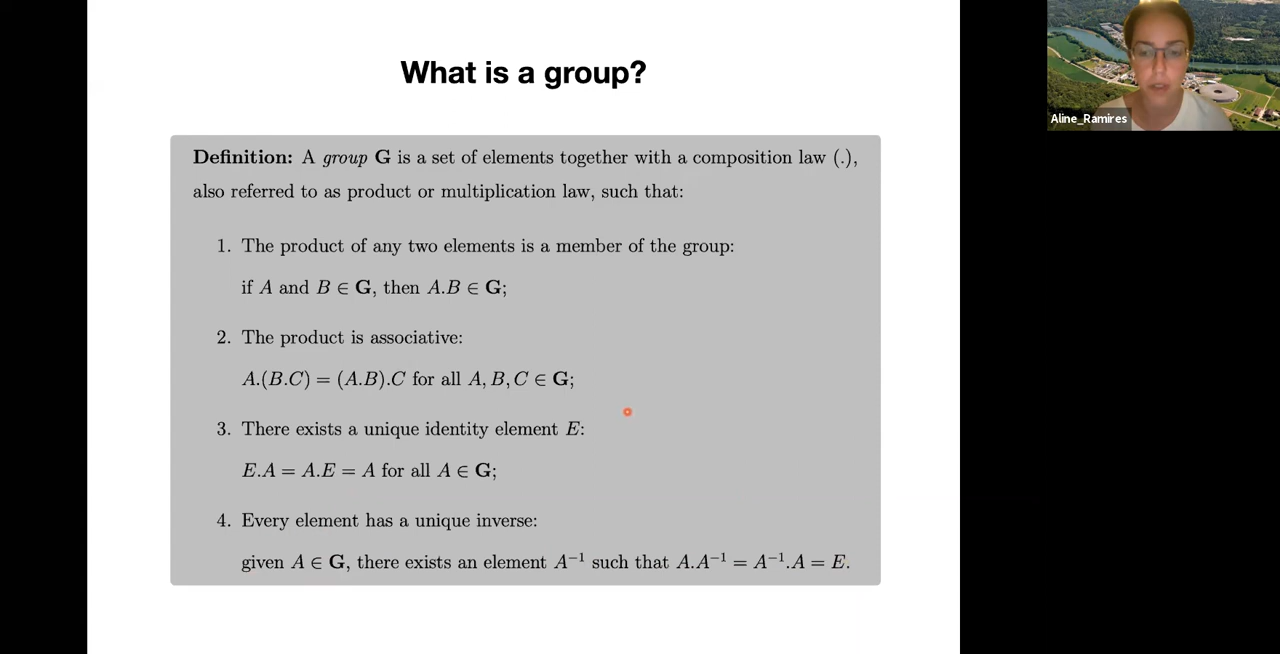 What is a group?
Aline_Ramires
Definition: A group G is a set of elements together with a composition law (.),
also referred to as product or multiplication law, such that:
1. The product of any two elements is a member of the group:
if A and B ∈ G, then A.B ∈ G;
2. The product is associative:
A.(B.C) = (A.B).C for all A, B, C ∈ G;
3. There exists a unique identity element E:
E.A = A.E = A for all A ∈ G;
4. Every element has a unique inverse:
given A ∈ G, there exists an element A⁻¹ such that A.A⁻¹ = A⁻¹.A = E.